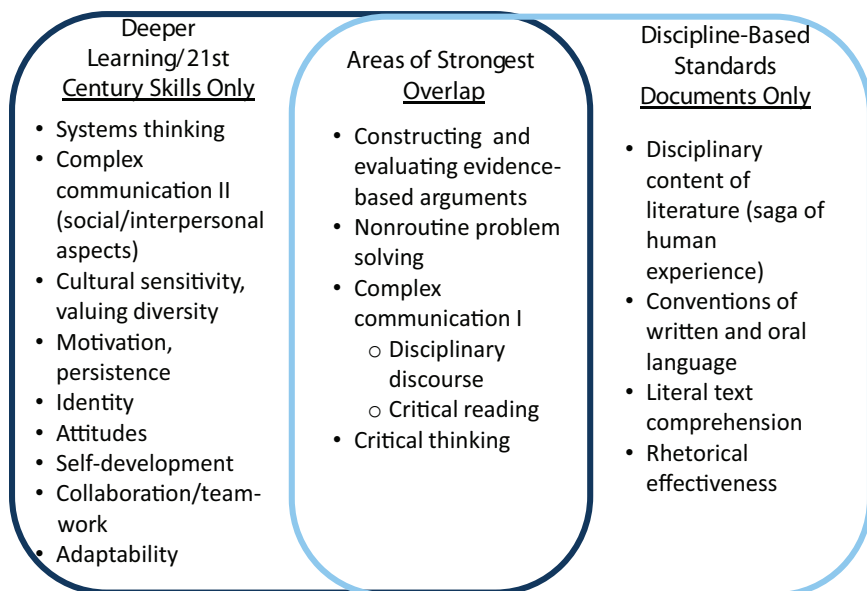 Deeper
Learning/21st
Century Skills Only
• Systems thinking
• Complex
communication II
(social/interpersonal
aspects)
• Cultural sensitivity,
valuing diversity
• Motivation,
persistence
• Identity
• Attitudes
• Self-development
• Collaboration/team-
work
• Adaptability
Areas of Strongest
Overlap
• Constructing and
evaluating evidence-
based arguments
• Nonroutine problem
solving
• Complex
communication I
o Disciplinary
discourse
o Critical reading
• Critical thinking
Discipline-Based
Standards
Documents Only
• Disciplinary
content of
literature (saga of
human
experience)
• Conventions of
written and oral
language
• Literal text
comprehension
• Rhetorical
effectiveness